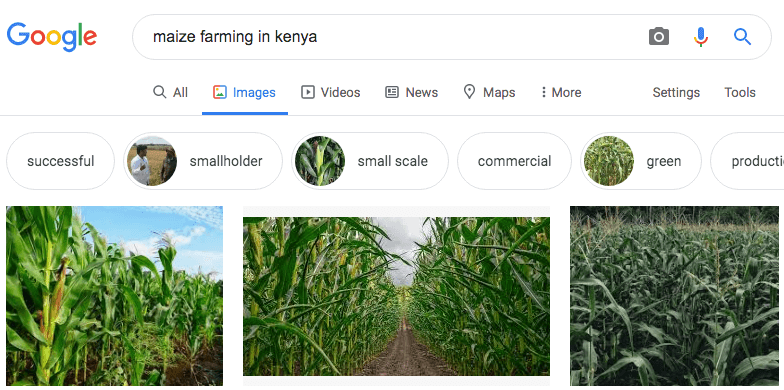 Google
maize farming in kenya
All Images Videos News Maps More Settings Tools
successful smallholder small scale commercial green producti